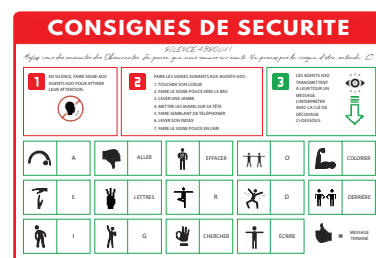 CONSIGNES DE SECURITE
SILENCE ABSOLU !
1
EN SILENCE, FAIRE SIGNE AUX
AGENTS H2O POUR ATTIRER
LEUR ATTENTION.
2
FAIRE LES SIGNES SUIVANTS AUX AGENTS H2O :
1. TOUCHER SON COEUR
2. FAIRE LE SIGNE POUCE VERS LE BAS
3. LEVER UNE JAMBE
4. METTRE LES MAINS SUR SA TÊTE
5. FAIRE SEMBLANT DE TÉLÉPHONER
6. LEVER SON INDEX
7. FAIRE LE SIGNE POUCE EN L'AIR
3
LES AGENTS H2O
TRANSMETTENT
À LEUR TOUR UN
MESSAGE.
L'INTERPRÉTER
AVEC LA CLÉ DE
DÉCODAGE
CI-DESSOUS.
A
ALLER
EFFACER
O
COLORIER
E
LETTRES
R
D
DERRIÈRE
I
G
CHERCHER
ÉCRIRE
= MESSAGE
TERMINÉ